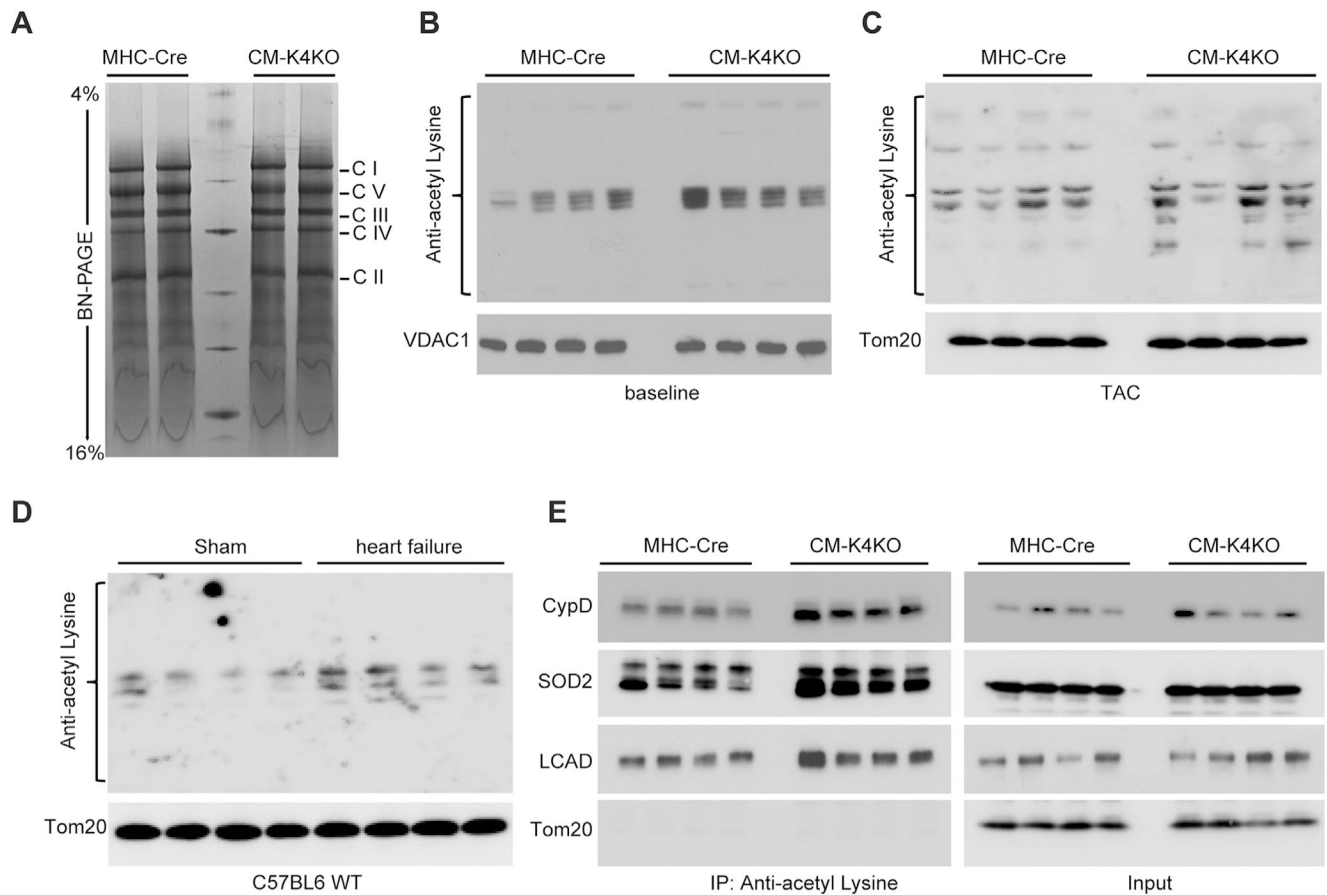 A
MHC-Cre
CM-K4KO
4%
BN-PAGE
16%
C I
C V
C III
C IV
C II
B
MHC-Cre
CM-K4KO
Anti-acetyl Lysine
VDAC1
baseline
C
MHC-Cre
CM-K4KO
Anti-acetyl Lysine
Tom20
TAC
D
Sham
heart failure
Anti-acetyl Lysine
Tom20
C57BL6 WT
E
MHC-Cre
CM-K4KO
MHC-Cre
CM-K4KO
CypD
SOD2
LCAD
Tom20
IP: Anti-acetyl Lysine
Input